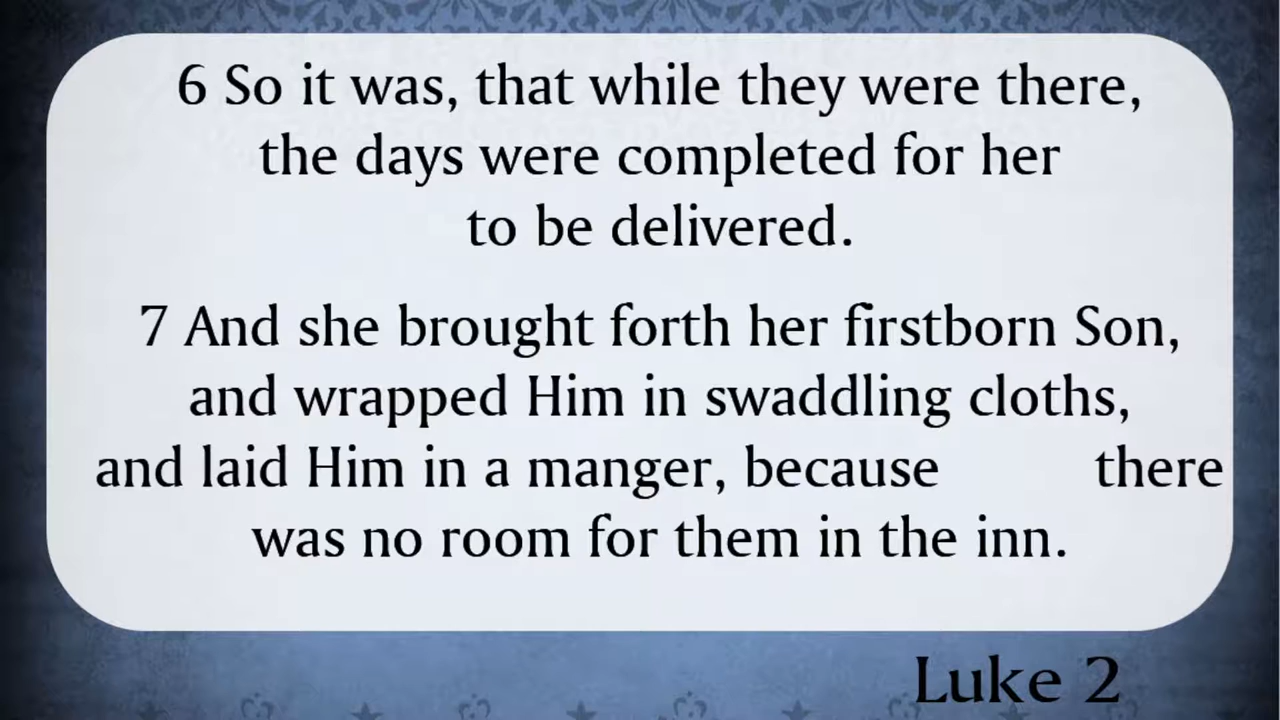 6 So it was, that while they were there,
the days were completed for her
to be delivered.
7 And she brought forth her firstborn Son,
and wrapped Him in swaddling cloths,
and laid Him in a manger, because there
was no room for them in the inn.
Luke 2